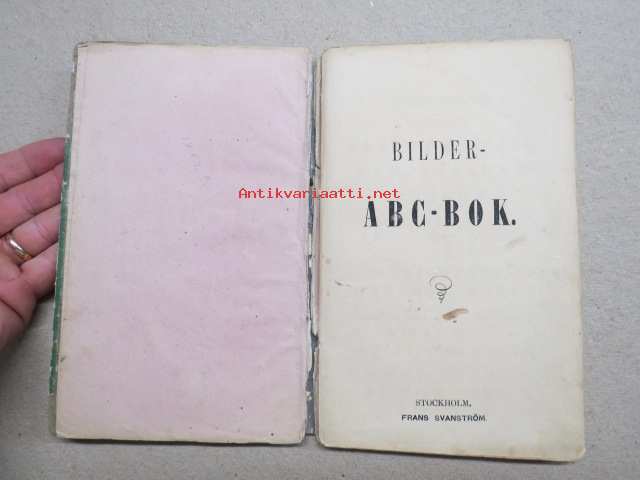 Antikvariaatti.net
BILDER-
ABC-BOK.
STOCKHOLM,
FRANS SVANSTRÖM.